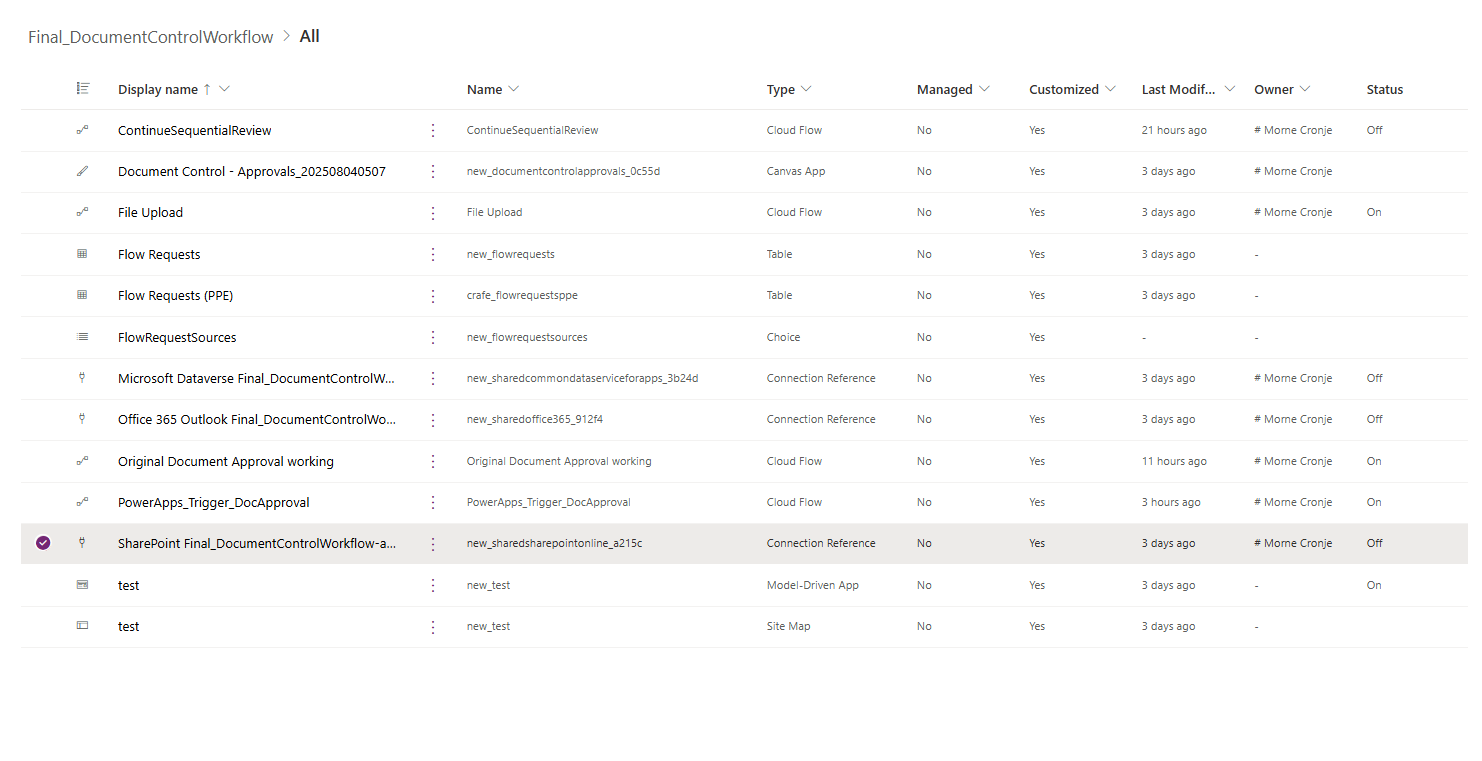 Final_DocumentControlWorkflow > All
Display name ↑ Name Type Managed Customized Last Modif... Owner Status
ContinueSequentialReview ContinueSequentialReview Cloud Flow No Yes 21 hours ago # Morne Cronje Off
Document Control - Approvals_202508040507 new_documentcontrolapprovals_0c55d Canvas App No Yes 3 days ago # Morne Cronje
File Upload File Upload Cloud Flow No Yes 3 days ago # Morne Cronje On
Flow Requests new_flowrequests Table No Yes 3 days ago -
Flow Requests (PPE) crafe_flowrequestsppe Table No Yes 3 days ago -
FlowRequestSources new_flowrequestsources Choice No Yes - -
Microsoft Dataverse Final_DocumentControlW... new_sharedcommondataserviceforapps_3b24d Connection Reference No Yes 3 days ago # Morne Cronje Off
Office 365 Outlook Final_DocumentControlWo... new_sharedoffice365_912f4 Connection Reference No Yes 3 days ago # Morne Cronje Off
Original Document Approval working Original Document Approval working Cloud Flow No Yes 11 hours ago # Morne Cronje On
PowerApps_Trigger_DocApproval PowerApps_Trigger_DocApproval Cloud Flow No Yes 3 hours ago # Morne Cronje On
SharePoint Final_DocumentControlWorkflow-a... new_sharedsharepointonline_a215c Connection Reference No Yes 3 days ago # Morne Cronje Off
test new_test Model-Driven App No Yes 3 days ago - On
test new_test Site Map No Yes 3 days ago -